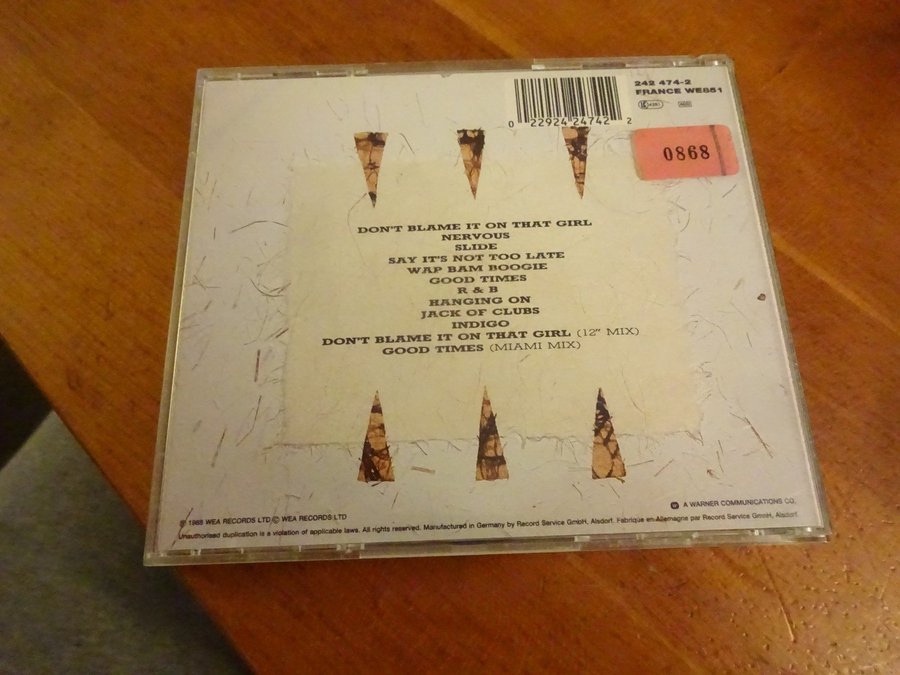 242 474-2
FRANCE WE851
0 22924 24742 2
0868
DON'T BLAME IT ON THAT GIRL
NERVOUS
SLIDE
SAY IT'S NOT TOO LATE
WAP BAM BOOGIE
GOOD TIMES
R & B
HANGING ON
JACK OF CLUBS
INDIGO
DON'T BLAME IT ON THAT GIRL (12" MIX)
GOOD TIMES (MIAMI MIX)
A WARNER COMMUNICATIONS CO.
℗ 1988 WEA RECORDS LTD © WEA RECORDS LTD
Unauthorised duplication is a violation of applicable laws. All rights reserved. Manufactured in Germany by Record Service GmbH, Alsdorf. Fabriqué en Allemagne par Record Service GmbH, Alsdorf.